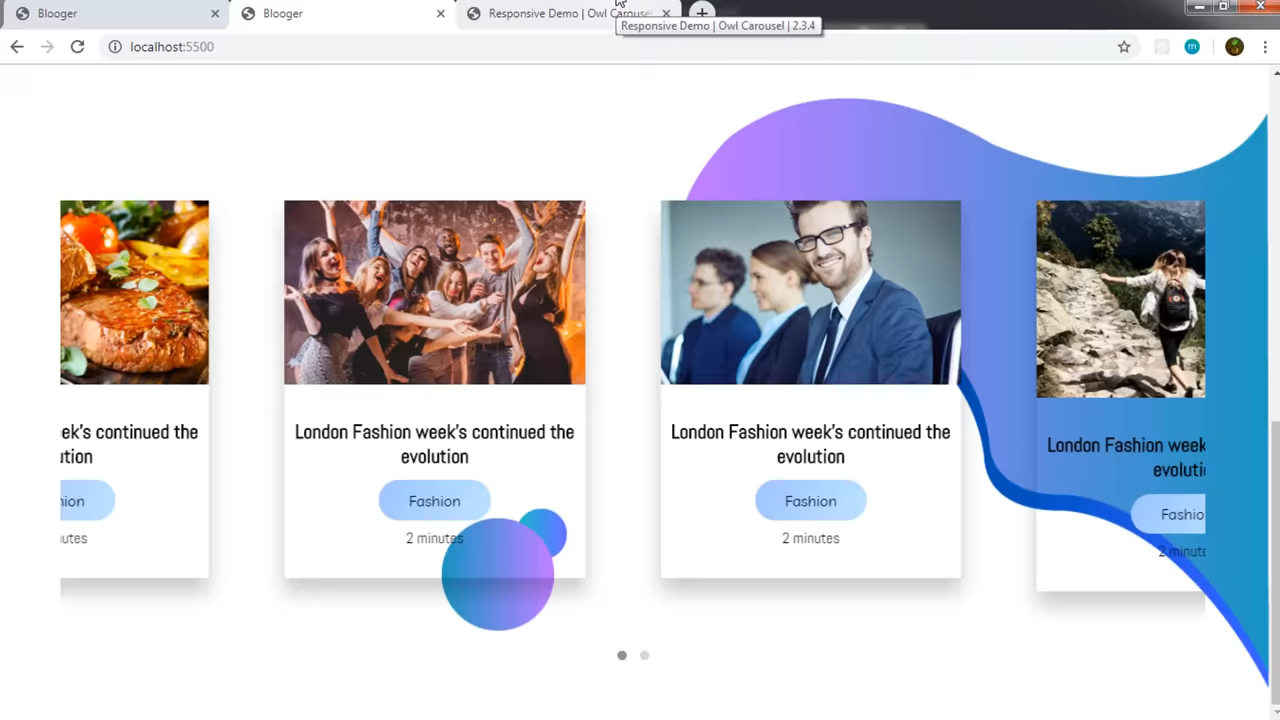 Blooger
Blooger
Responsive Demo | Owl Carousel
Responsive Demo | Owl Carousel | 2.3.4
localhost:5500
m
ek's continued the
ution
hion
utes
London Fashion week's continued the
evolution
Fashion
2 minutes
London Fashion week's continued the
evolution
Fashion
2 minutes
London Fashion week's
evoluti
Fashio
2 minute